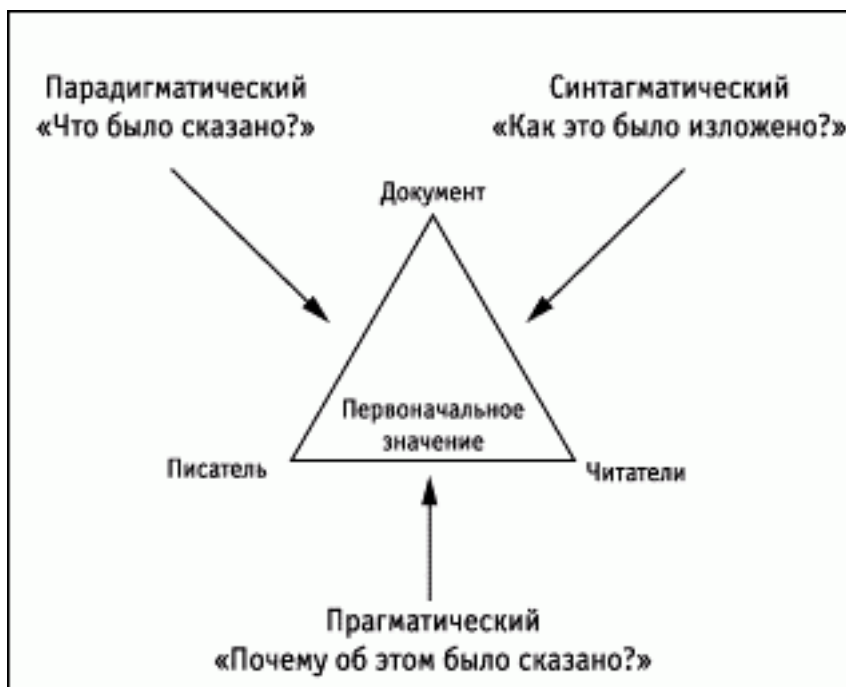 Парадигматический
«Что было сказано?»
Синтагматический
«Как это было изложено?»
Документ
Первоначальное
значение
Писатель
Читатели
Прагматический
«Почему об этом было сказано?»